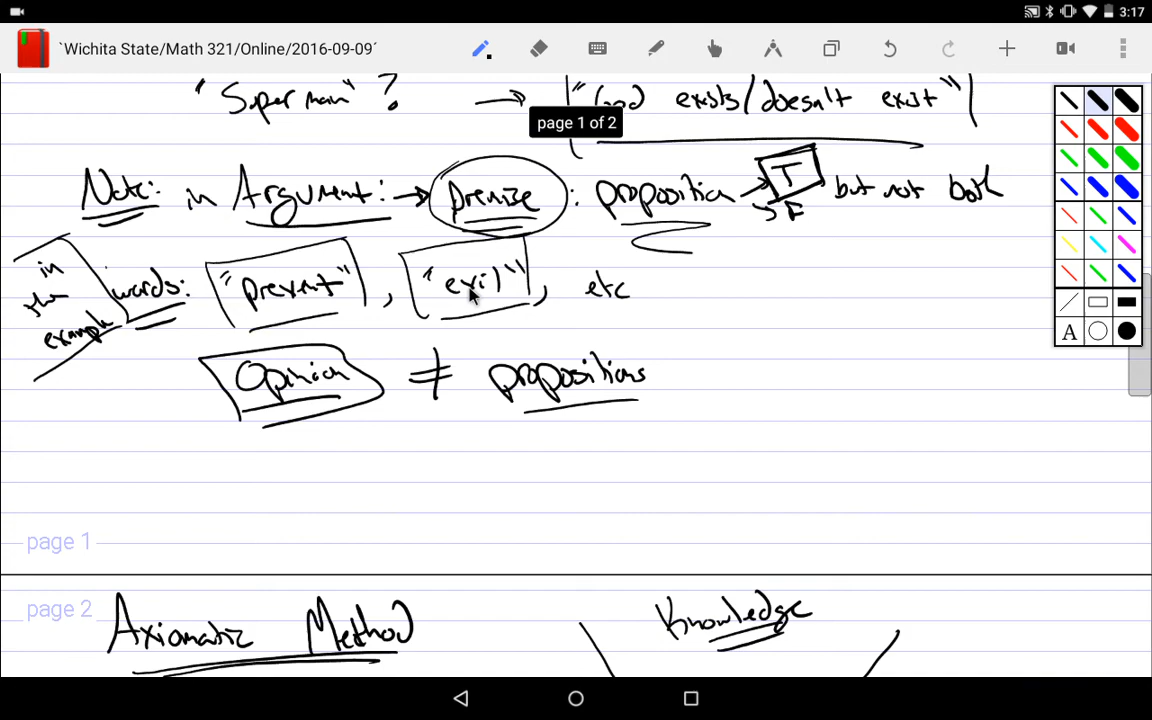 3:17
`Wichita State/Math 321/Online/2016-09-09´
"Superman"? → "God exists/doesn't exist"
page 1 of 2
Note: in Argument: → premise : proposition → T but not both
→ F
in the example words: "prevent", "evil", etc
Opinion ≠ propositions
A
page 1
page 2
Axiomatic Method Knowledge